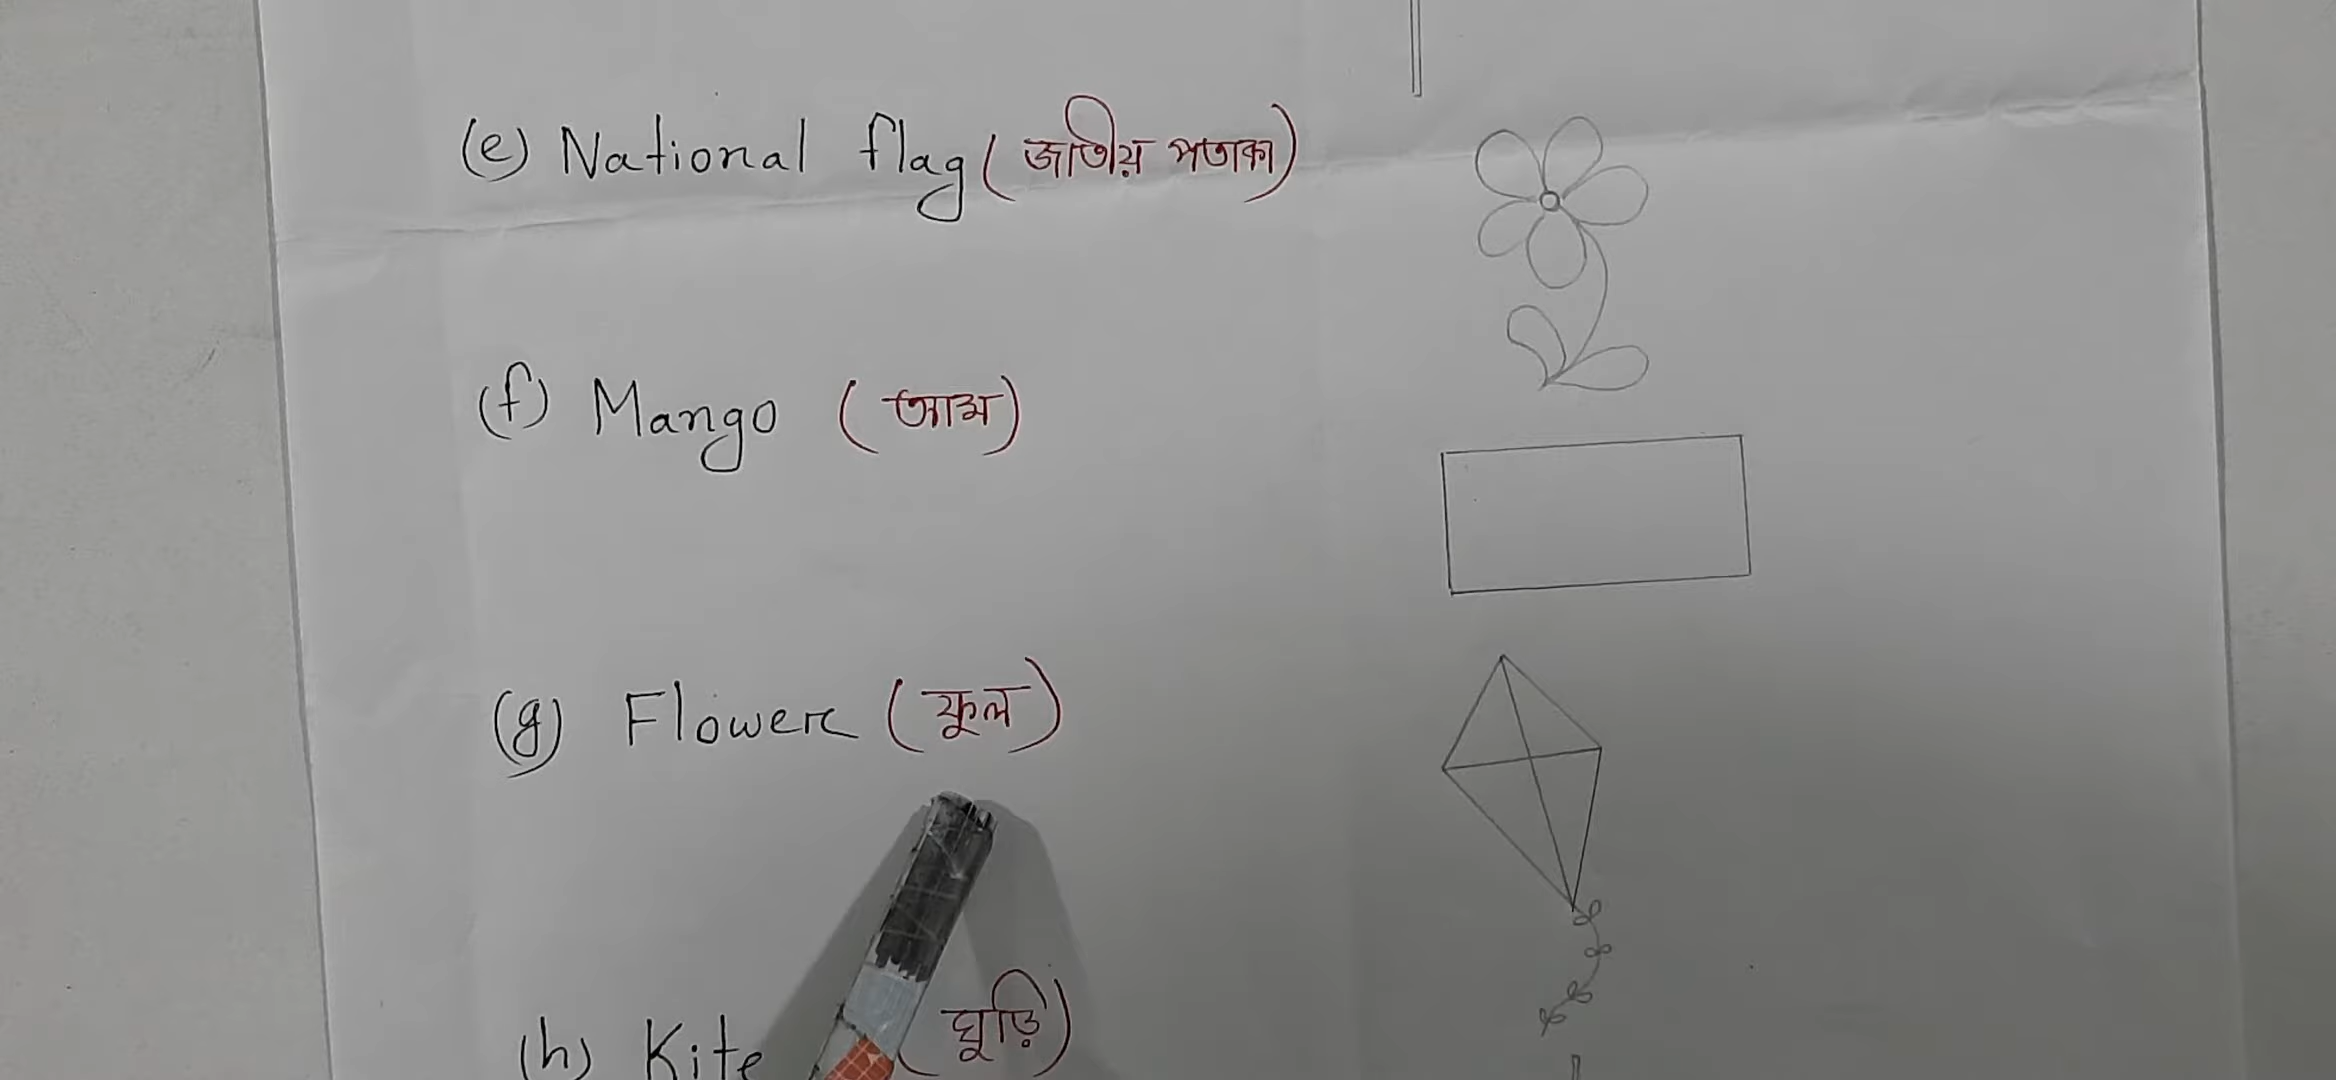 (e) National flag (জাতীয় পতাকা)
(f) Mango (আম)
(g) Flower (ফুল)
(h) Kite (ঘুড়ি)